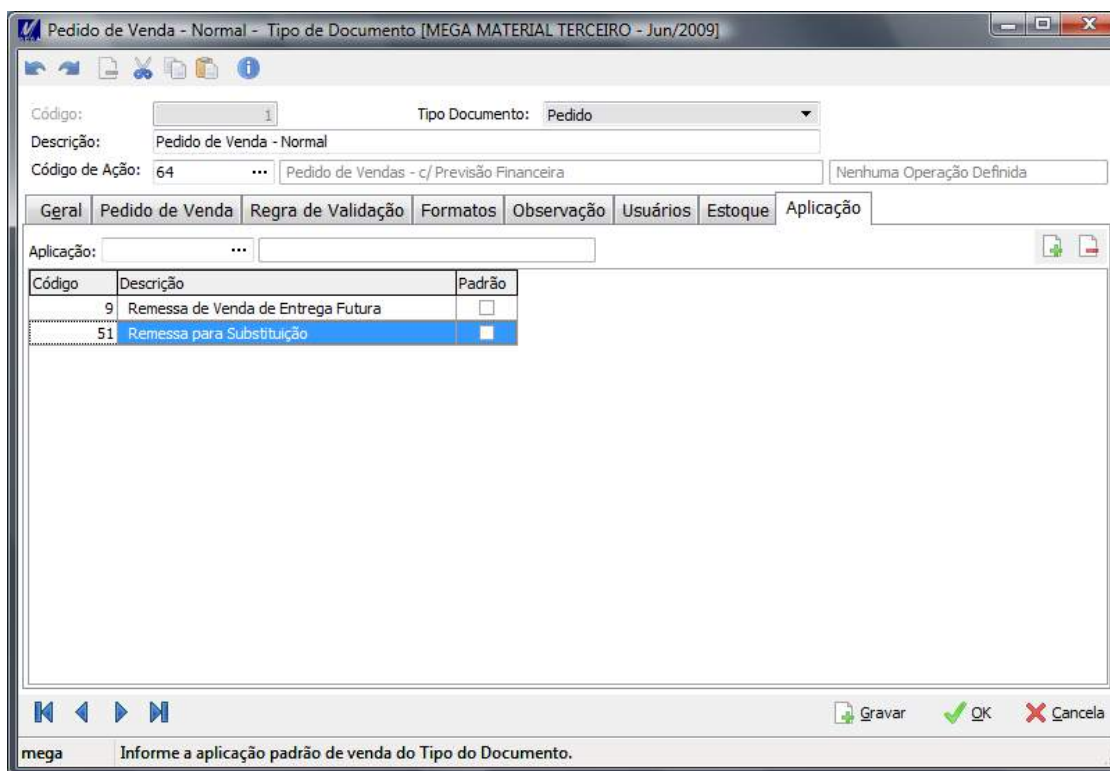 Pedido de Venda - Normal - Tipo de Documento [MEGA MATERIAL TERCEIRO - Jun/2009]
Código: 1 Tipo Documento: Pedido
Descrição: Pedido de Venda - Normal
Código de Ação: 64 ... Pedido de Vendas - c/ Previsão Financeira Nenhuma Operação Definida
Geral Pedido de Venda Regra de Validação Formatos Observação Usuários Estoque Aplicação
Aplicação: ...
Código Descrição Padrão
9 Remessa de Venda de Entrega Futura
51 Remessa para Substituição
Gravar OK Cancela
mega Informe a aplicação padrão de venda do Tipo do Documento.